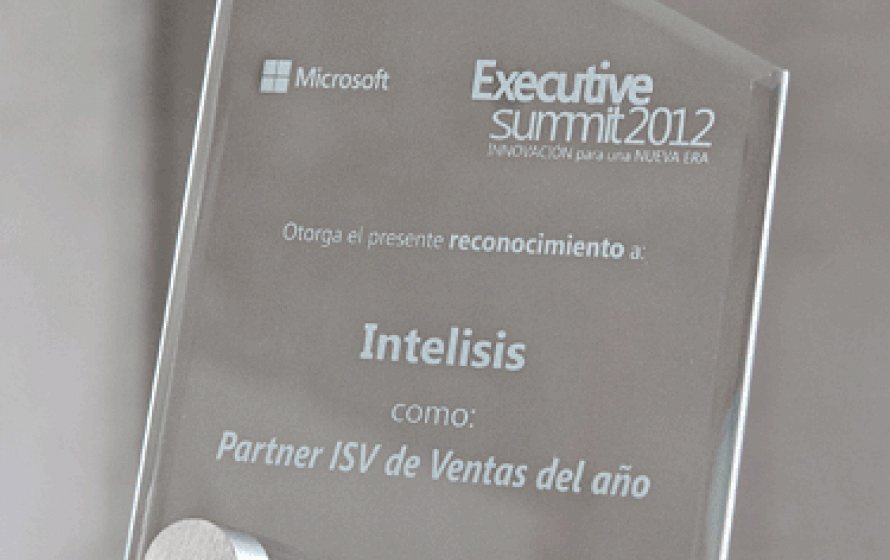 Microsoft
Executive
summit2012
INNOVACIÓN para una NUEVA ERA
Otorga el presente reconocimiento a:
Intelisis
como:
Partner ISV de Ventas del año